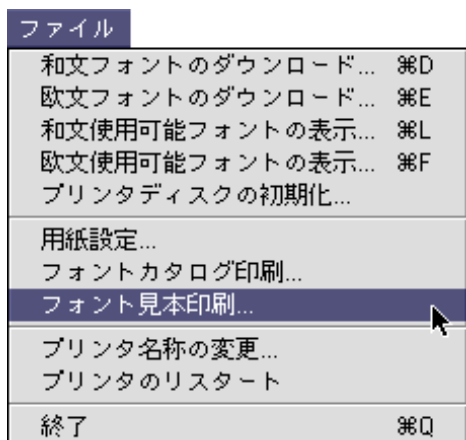 ファイル
和文フォントのダウンロード... ⌘D
欧文フォントのダウンロード... ⌘E
和文使用可能フォントの表示... ⌘L
欧文使用可能フォントの表示... ⌘F
プリンタディスクの初期化...
用紙設定...
フォントカタログ印刷...
フォント見本印刷...
プリンタ名称の変更...
プリンタのリスタート
終了 ⌘Q